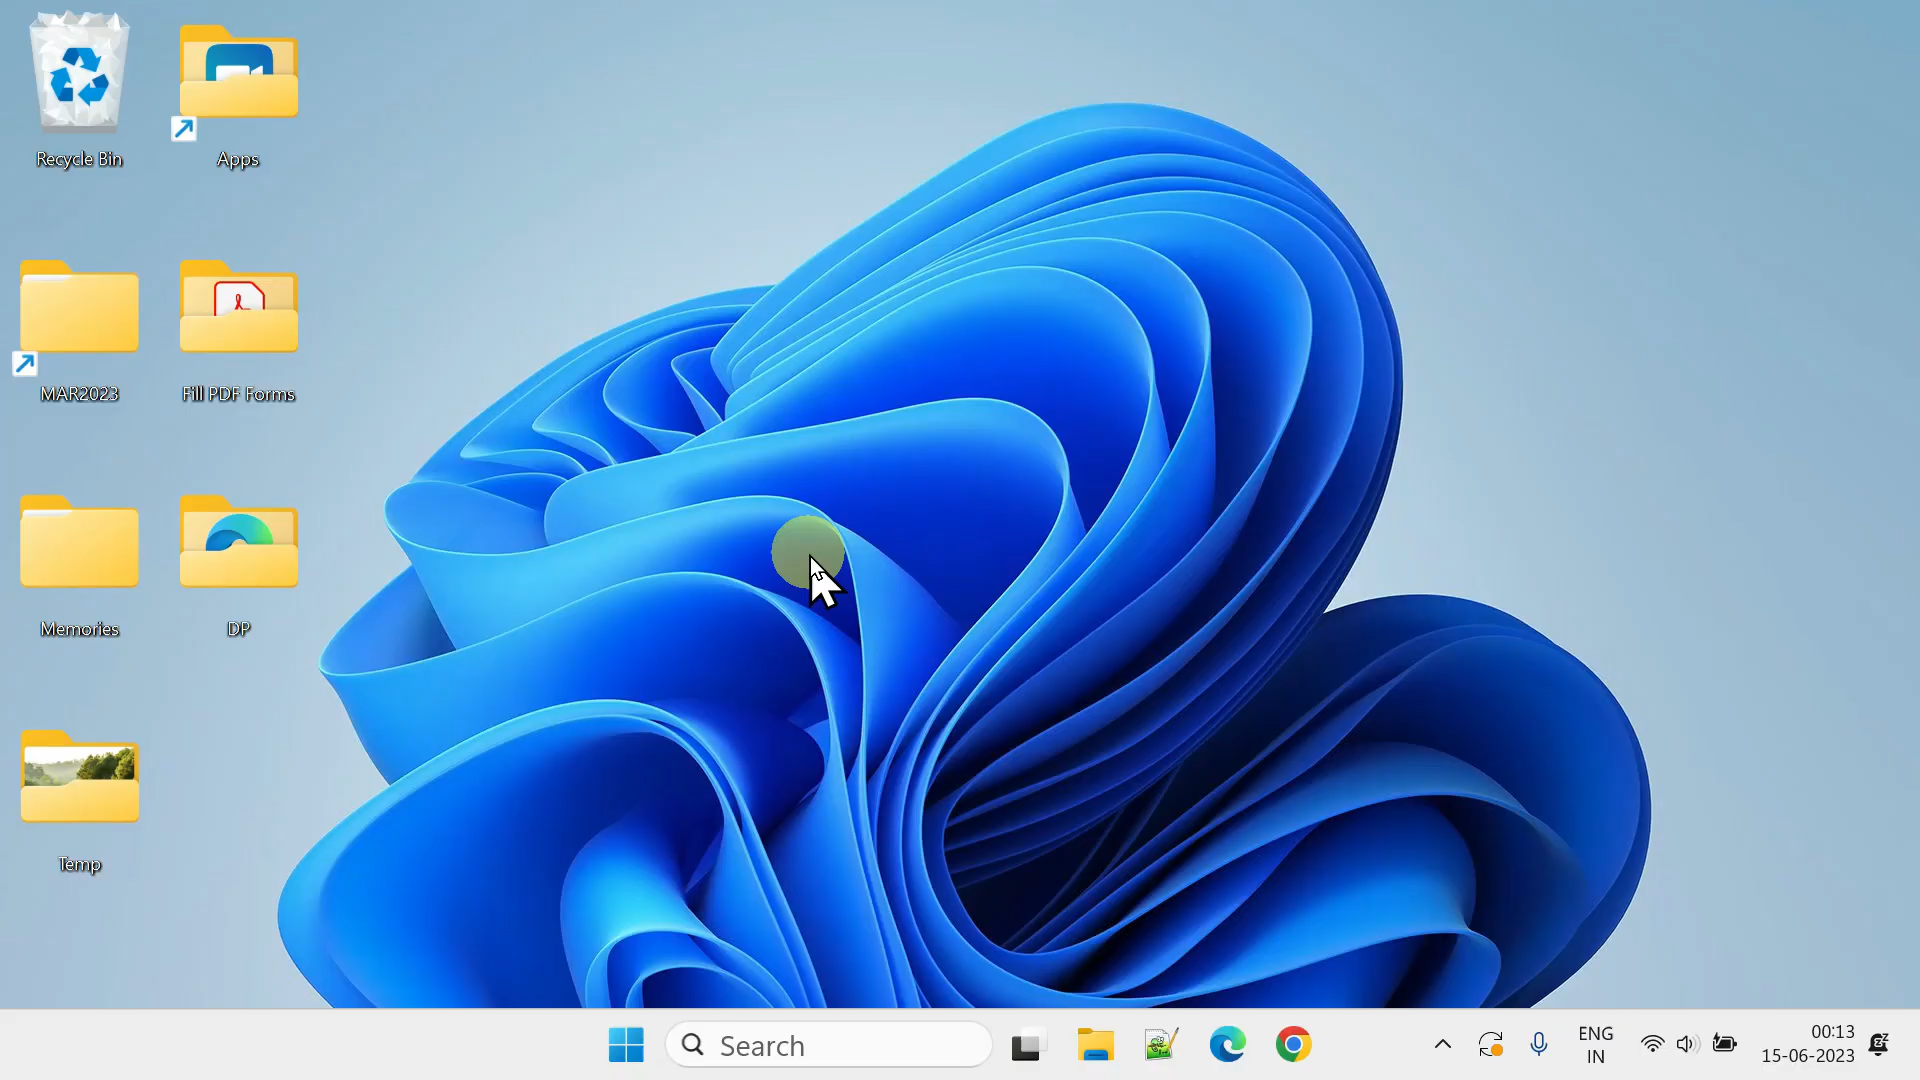 Recycle Bin
Apps
MAR2023
Fill PDF Forms
Memories
DP
Temp
Search
ENG
IN
00:13
15-06-2023